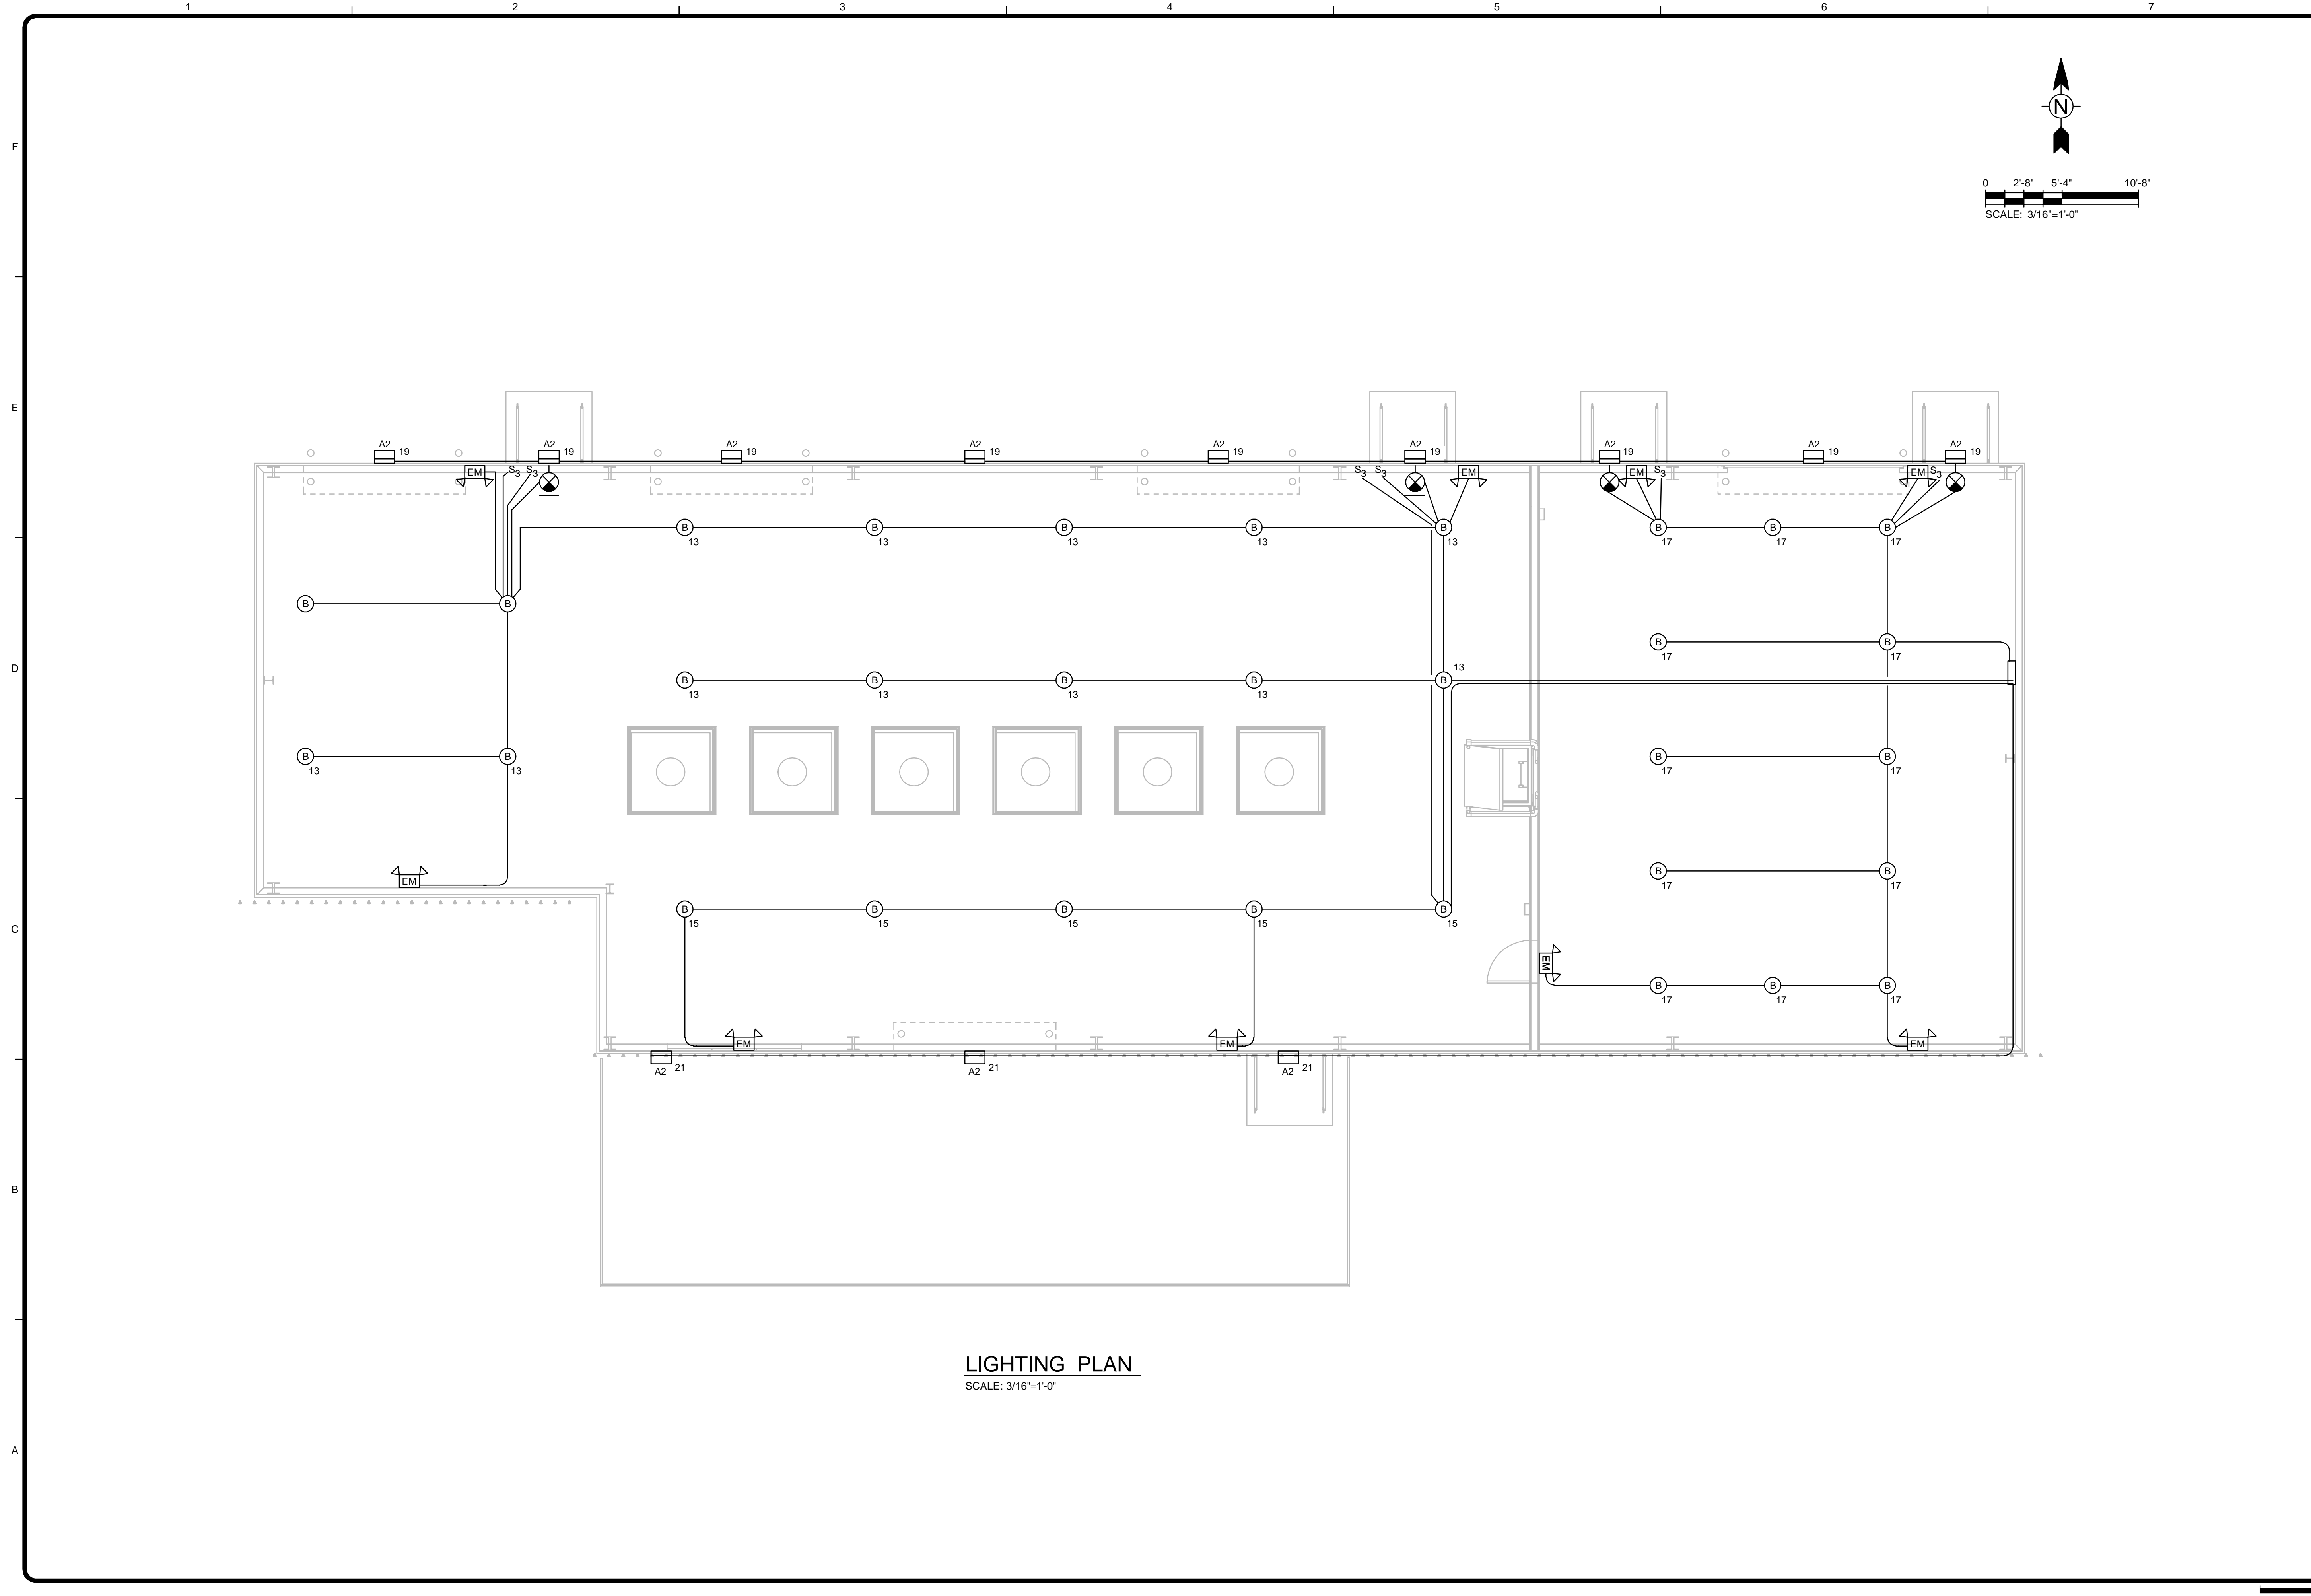 1 2 3 4 5 6 7
F
N
0 2'-8" 5'-4" 10'-8"
SCALE: 3/16"=1'-0"
E
A2 A2 A2 A2 A2 A2 A2 A2 A2
19 19 19 19 19 19 19 19 19
EM S3 S3 S3 S3 EM EM S3 EM S3
B B B B B B B B
13 13 13 13 13 17 17 17
B B
B B
17 17
D
13
B B B B B
13 13 13 13
B B B B
13 13 17 17
B B
17 17
EM
B B B B B
15 15 15 15 15
C
EM
B B B
17 17 17
EM EM EM
A2 21 A2 21 A2 21
B
LIGHTING PLAN
SCALE: 3/16"=1'-0"
A